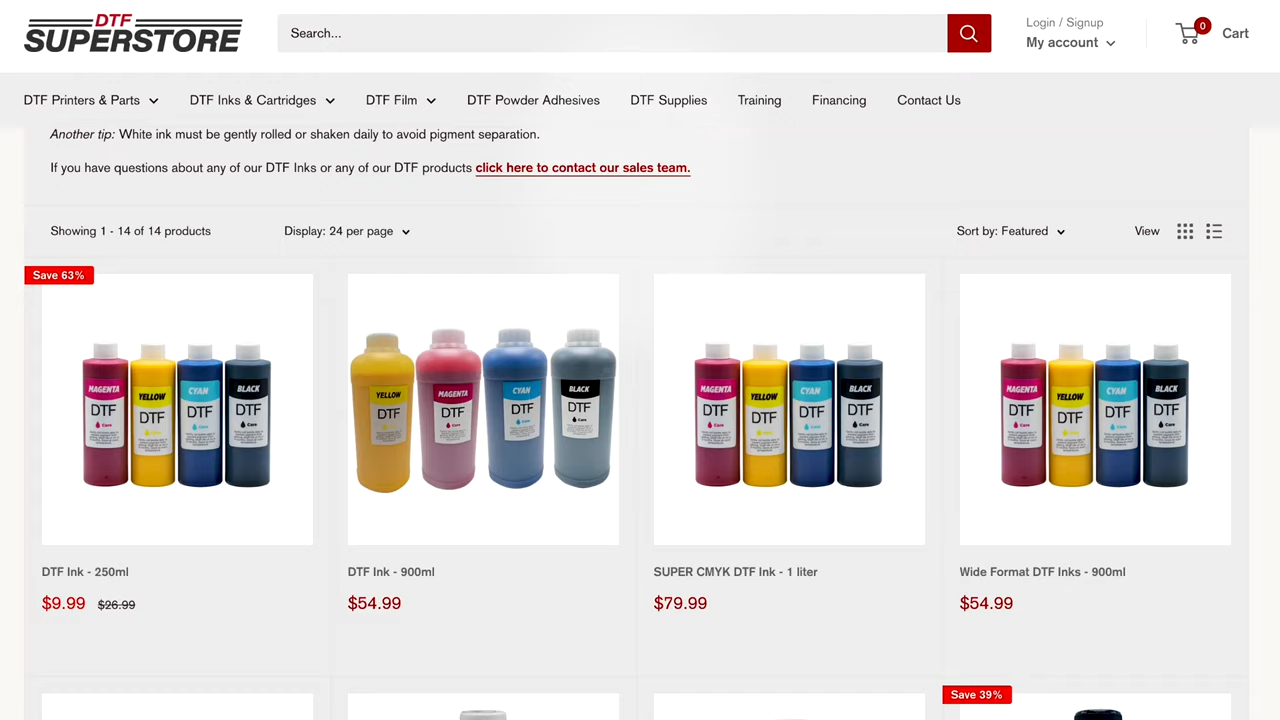 DTF
SUPERSTORE
Search...
Login / Signup
My account
0
Cart
DTF Printers & Parts
DTF Inks & Cartridges
DTF Film
DTF Powder Adhesives
DTF Supplies
Training
Financing
Contact Us
Another tip: White ink must be gently rolled or shaken daily to avoid pigment separation.
If you have questions about any of our DTF Inks or any of our DTF products click here to contact our sales team.
Showing 1 - 14 of 14 products
Display: 24 per page
Sort by: Featured
View
Save 63%
MAGENTA
DTF
YELLOW
DTF
CYAN
DTF
BLACK
DTF
YELLOW
DTF
MAGENTA
DTF
CYAN
DTF
BLACK
DTF
MAGENTA
DTF
YELLOW
DTF
CYAN
DTF
BLACK
DTF
MAGENTA
DTF
YELLOW
DTF
CYAN
DTF
BLACK
DTF
DTF Ink - 250ml
$9.99 $26.99
DTF Ink - 900ml
$54.99
SUPER CMYK DTF Ink - 1 liter
$79.99
Wide Format DTF Inks - 900ml
$54.99
Save 39%